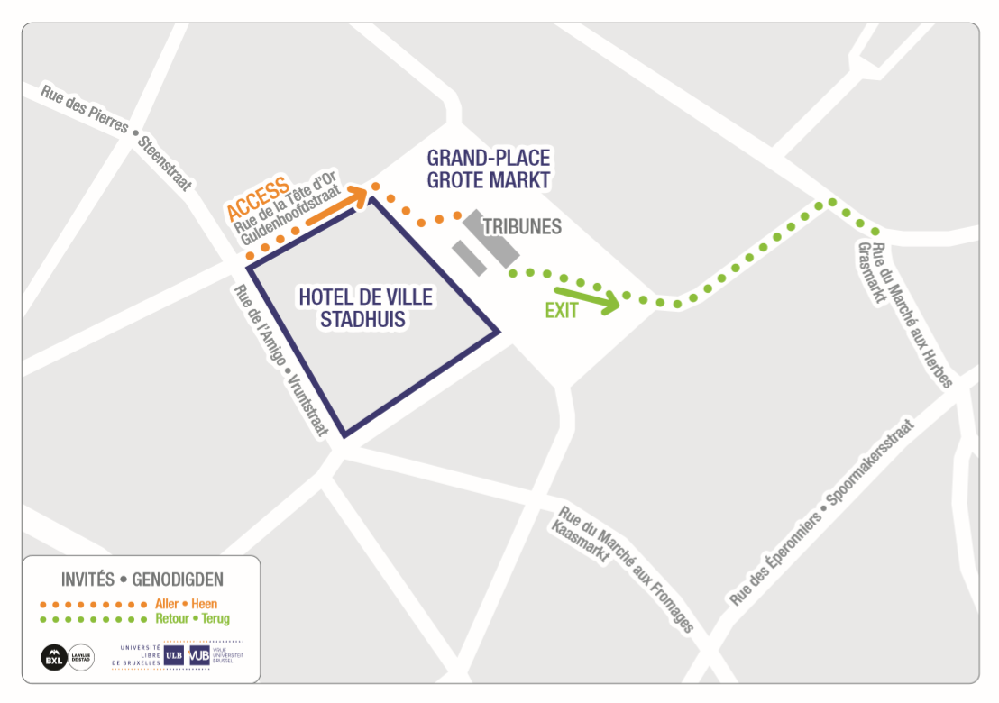 Rue des Pierres • Steenstraat
GRAND-PLACE
GROTE MARKT
ACCESS
Rue de la Tête d'Or
Guldenhoofdstraat
TRIBUNES
HOTEL DE VILLE
STADHUIS
EXIT
Rue du Marché aux Herbes
Grasmarkt
Rue de l'Amigo • Vruntstraat
Rue du Marché aux Fromages
Kaasmarkt
Rue des Éperonniers • Spoormakersstraat
INVITÉS • GENODIGDEN
Aller • Heen
Retour • Terug
BXL
LA VILLE
DE STAD
UNIVERSITÉ
LIBRE
DE BRUXELLES
ULB
VUB
VRIJE
UNIVERSITEIT
BRUSSEL